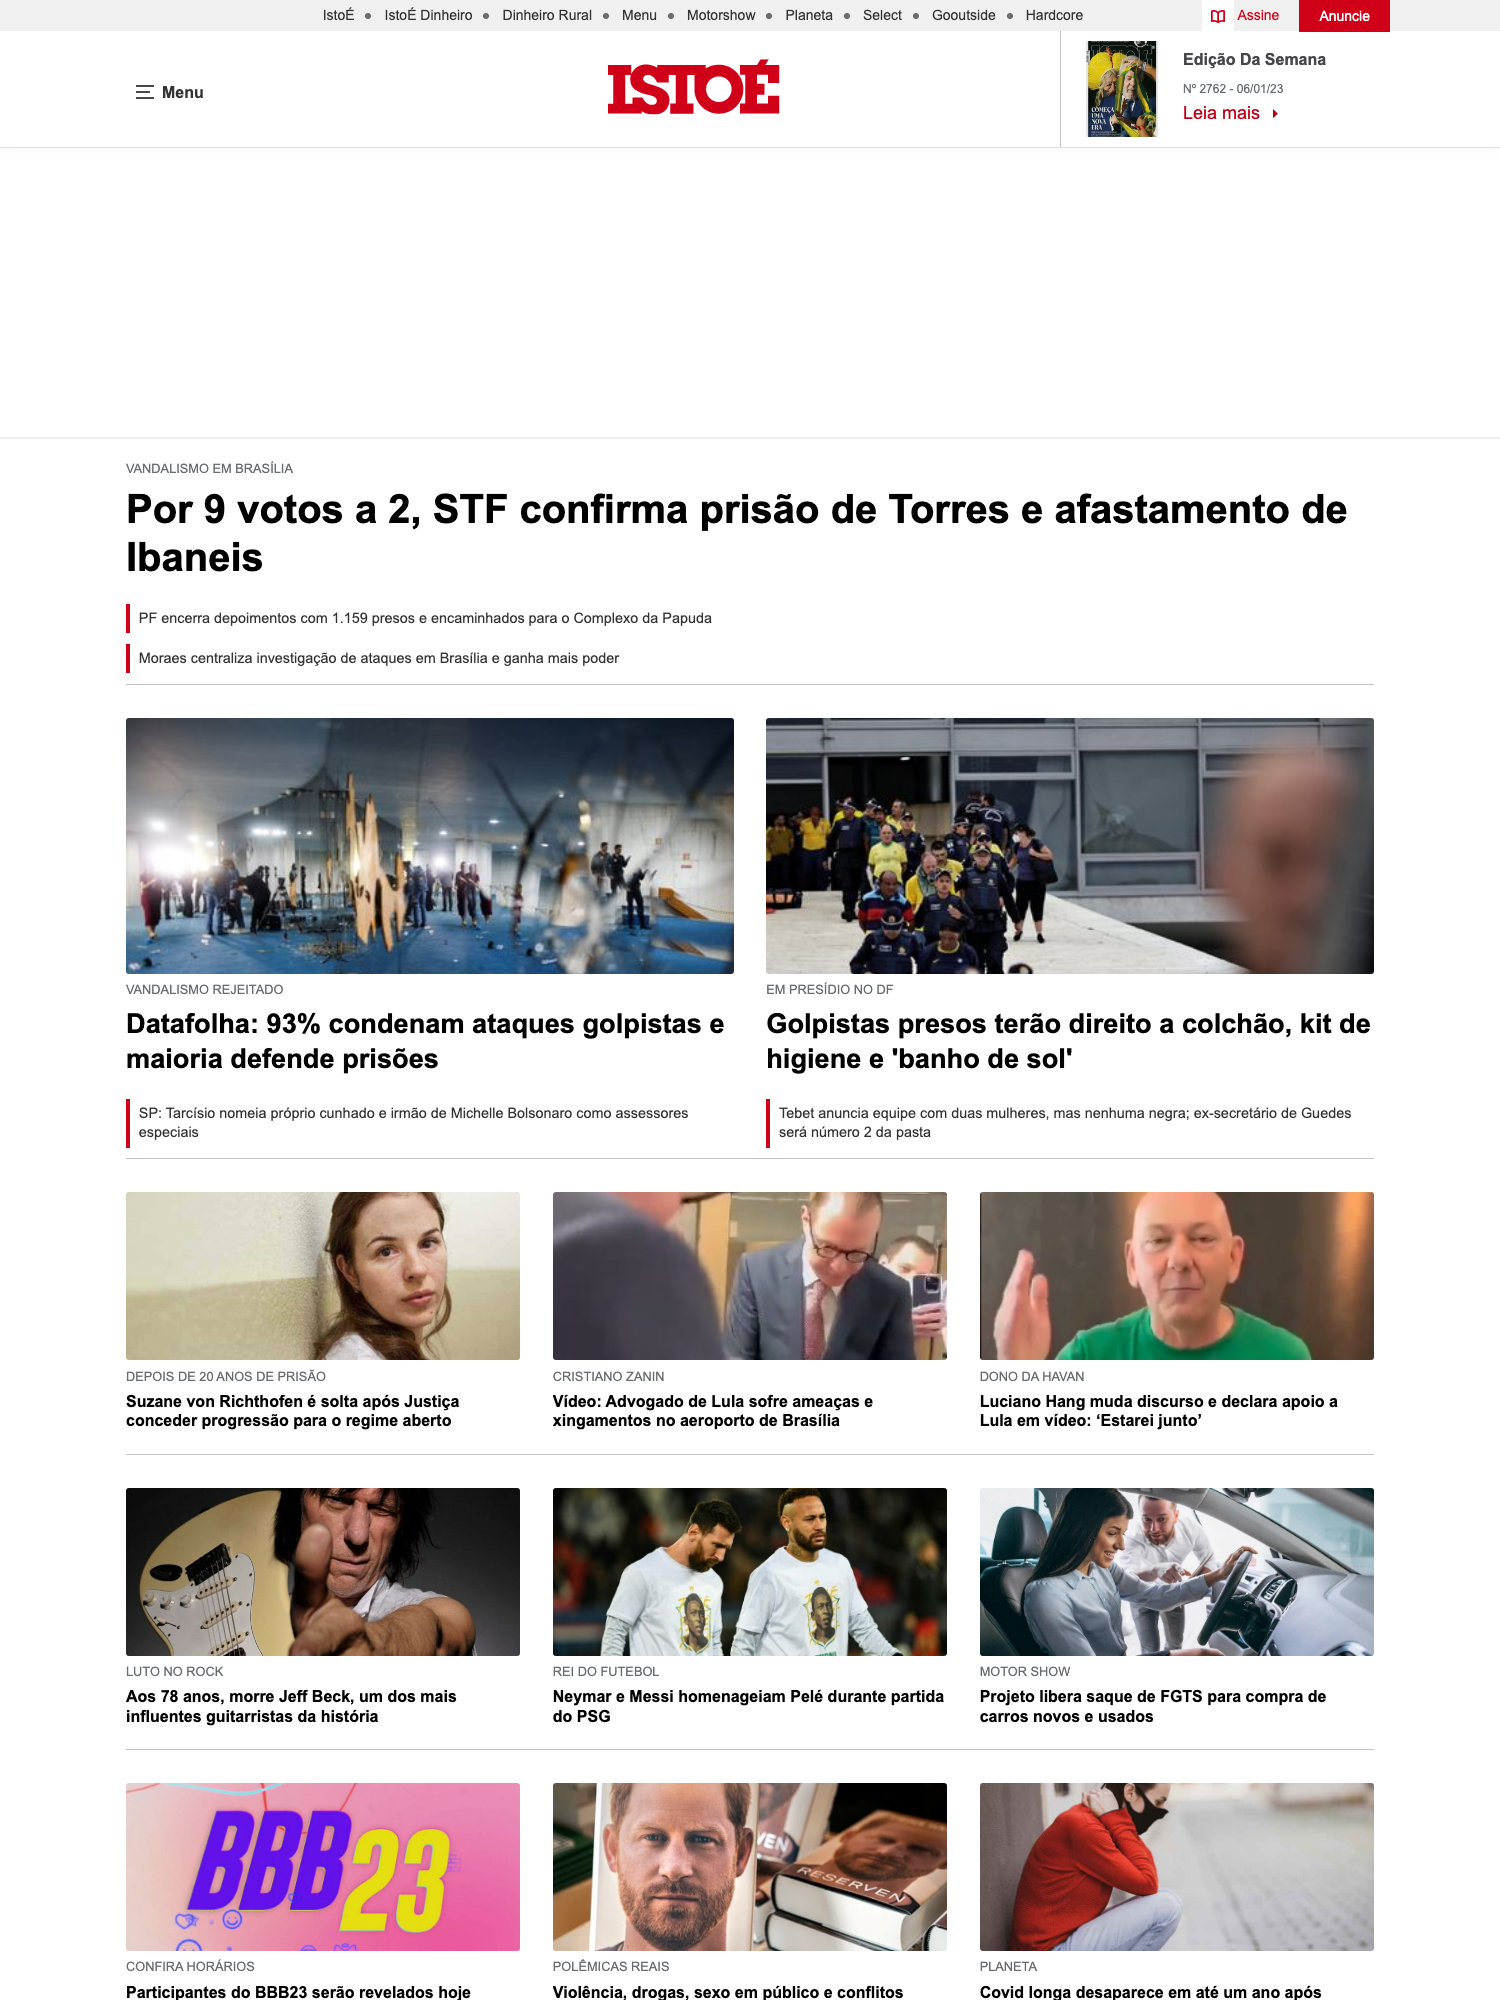 IstoÉ
IstoÉ Dinheiro
Dinheiro Rural
Menu
Motorshow
Planeta
Select
Gooutside
Hardcore
Assine
Anuncie
Menu
ISTOÉ
COMEÇA
UMA
NOVA
ERA
Edição Da Semana
Nº 2762 - 06/01/23
Leia mais
VANDALISMO EM BRASÍLIA
Por 9 votos a 2, STF confirma prisão de Torres e afastamento de
Ibaneis
PF encerra depoimentos com 1.159 presos e encaminhados para o Complexo da Papuda
Moraes centraliza investigação de ataques em Brasília e ganha mais poder
VANDALISMO REJEITADO
Datafolha: 93% condenam ataques golpistas e
maioria defende prisões
SP: Tarcísio nomeia próprio cunhado e irmão de Michelle Bolsonaro como assessores
especiais
EM PRESÍDIO NO DF
Golpistas presos terão direito a colchão, kit de
higiene e 'banho de sol'
Tebet anuncia equipe com duas mulheres, mas nenhuma negra; ex-secretário de Guedes
será número 2 da pasta
DEPOIS DE 20 ANOS DE PRISÃO
Suzane von Richthofen é solta após Justiça
conceder progressão para o regime aberto
CRISTIANO ZANIN
Vídeo: Advogado de Lula sofre ameaças e
xingamentos no aeroporto de Brasília
DONO DA HAVAN
Luciano Hang muda discurso e declara apoio a
Lula em vídeo: ‘Estarei junto’
LUTO NO ROCK
Aos 78 anos, morre Jeff Beck, um dos mais
influentes guitarristas da história
REI DO FUTEBOL
Neymar e Messi homenageiam Pelé durante partida
do PSG
MOTOR SHOW
Projeto libera saque de FGTS para compra de
carros novos e usados
BBB23
CONFIRA HORÁRIOS
Participantes do BBB23 serão revelados hoje
VEN
RESERVEN
POLÊMICAS REAIS
Violência, drogas, sexo em público e conflitos
PLANETA
Covid longa desaparece em até um ano após